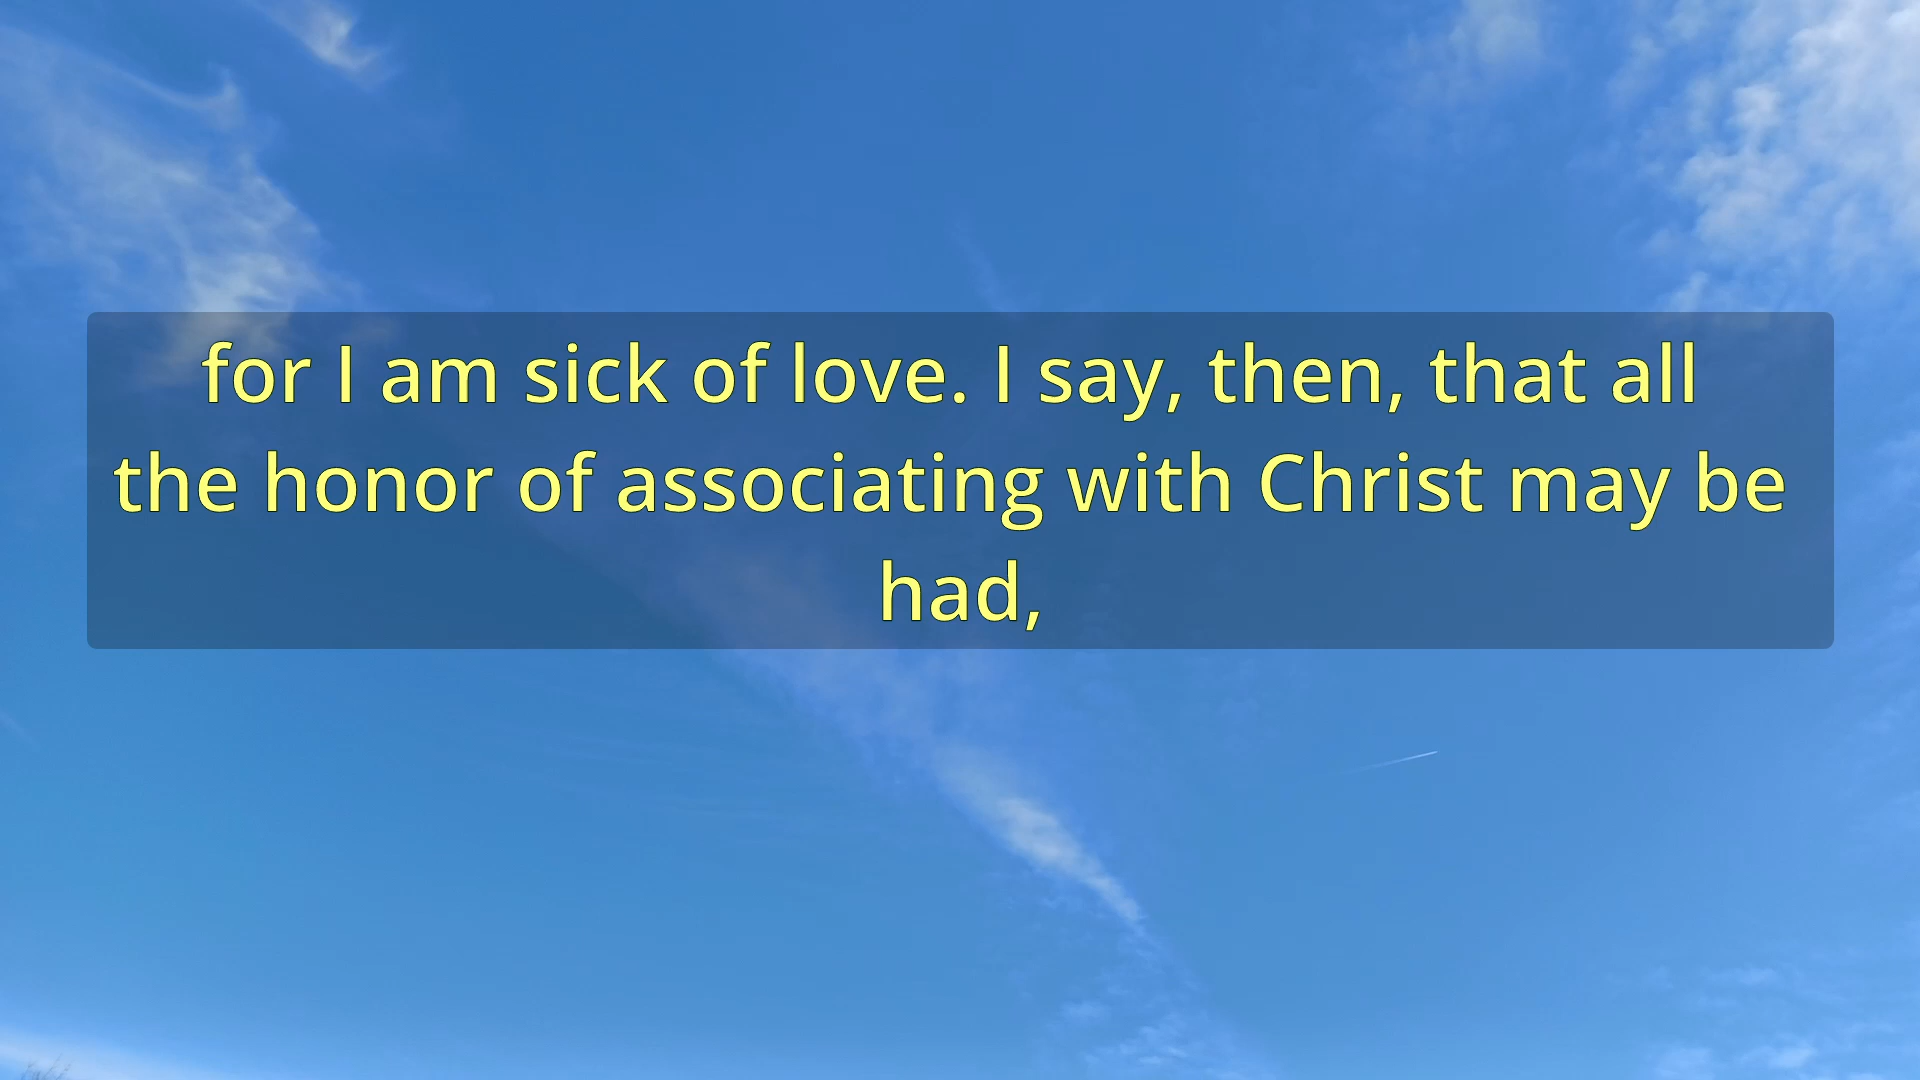 for I am sick of love. I say, then, that all
the honor of associating with Christ may be
had,